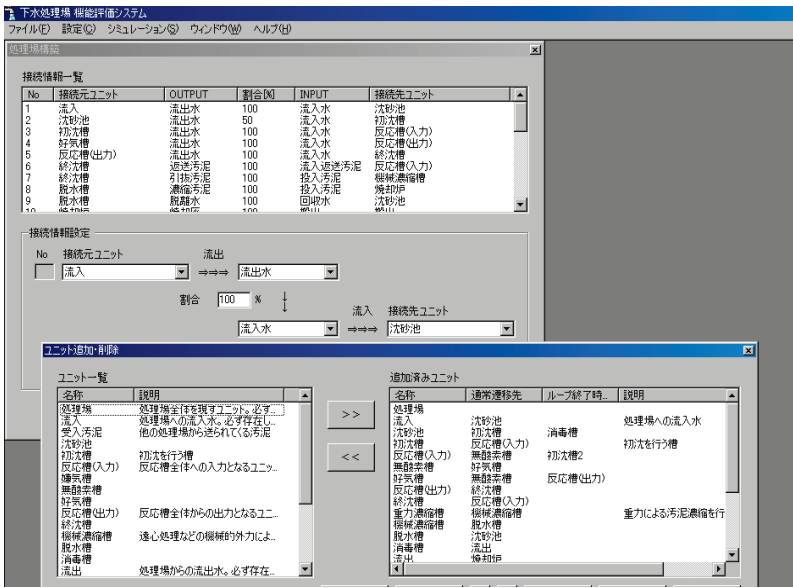 下水処理場 機能評価システム
ファイル(F) 設定(C) シミュレーション(S) ウィンドウ(W) ヘルプ(H)
処理場構築
接続情報一覧
No 接続元ユニット OUTPUT 割合[%] INPUT 接続先ユニット
1 流入 流出水 100 流入水 沈砂池
2 沈砂池 流出水 50 流入水 初沈槽
3 初沈槽 流出水 100 流入水 反応槽(入力)
4 好気槽 流出水 100 流入水 反応槽(出力)
5 反応槽(出力) 流出水 100 流入水 終沈槽
6 終沈槽 返送汚泥 100 流入返送汚泥 反応槽(入力)
7 終沈槽 引抜汚泥 100 投入汚泥 機械濃縮槽
8 脱水槽 濃縮汚泥 100 投入汚泥 焼却炉
9 脱水槽 脱離水 100 回収水 沈砂池
接続情報設定
No 接続元ユニット 流出
流入 ⇒⇒⇒ 流出水
割合 100 % ↓
流入 接続先ユニット
流入水 ⇒⇒⇒ 沈砂池
ユニット追加・削除
ユニット一覧
名称 説明
処理場 処理場全体を現すユニット。必ず...
流入 処理場への流入水。必ず存在し...
受入汚泥 他の処理場から送られてくる汚泥
沈砂池
初沈槽 初沈を行う槽
反応槽(入力) 反応槽全体への入力となるユニッ...
嫌気槽
無酸素槽
好気槽
反応槽(出力) 反応槽全体からの出力となるユニ...
終沈槽
機械濃縮槽 遠心処理などの機械的外力によ...
脱水槽
消毒槽
流出 処理場からの流出水。必ず存在...
>>
<<
追加済みユニット
名称 通常遷移先 ループ終了時... 説明
処理場
流入 沈砂池 処理場への流入水
沈砂池 初沈槽 消毒槽
初沈槽 反応槽(入力) 初沈を行う槽
反応槽(入力) 無酸素槽 初沈槽2
無酸素槽 好気槽
好気槽 無酸素槽 反応槽(出力)
反応槽(出力) 終沈槽
終沈槽 反応槽(入力)
重力濃縮槽 機械濃縮槽 重力による汚泥濃縮を行
機械濃縮槽 脱水槽
脱水槽 沈砂池
消毒槽 流出
流出 焼却炉